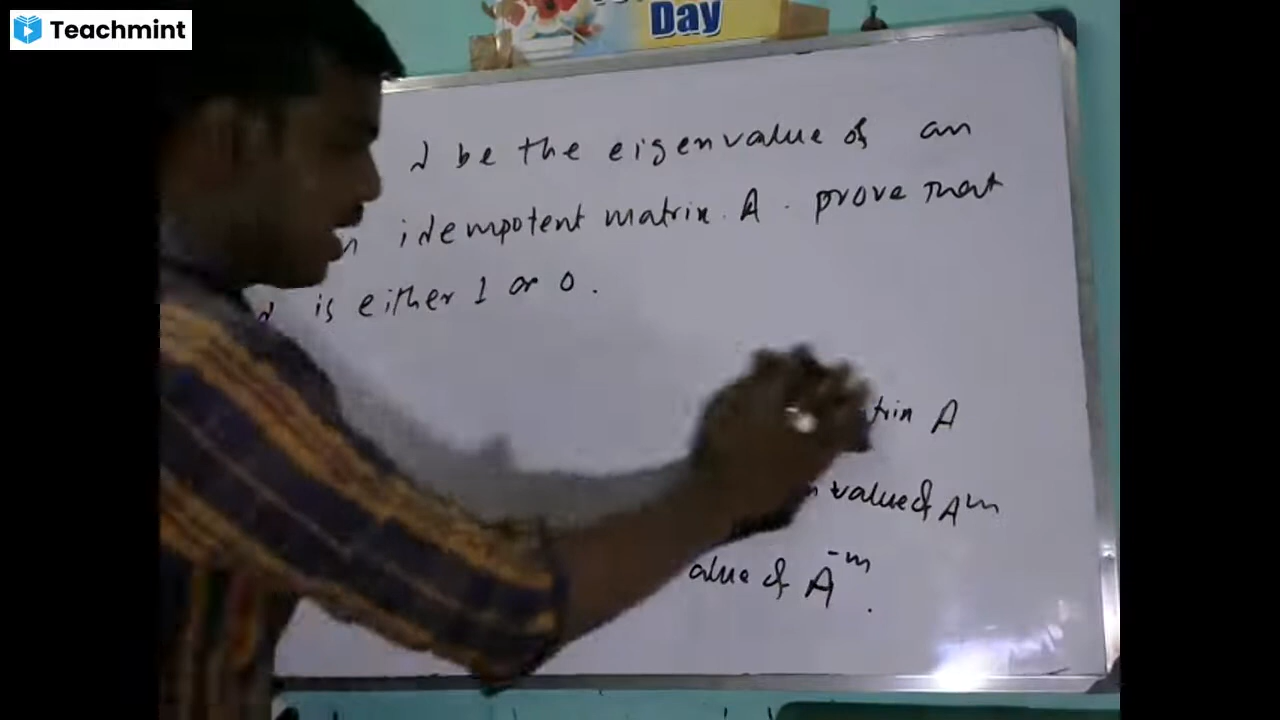 Teachmint
Day
λ be the eigenvalue of an
idempotent matrix A. prove that
λ is either 1 or 0.
trix A
value of A^m
alue of A^-m.